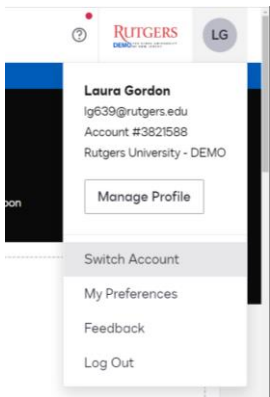 RUTGERS
LG
DEMO
Laura Gordon
lg639@rutgers.edu
Account #3821588
Rutgers University - DEMO
oon
Manage Profile
Switch Account
My Preferences
Feedback
Log Out